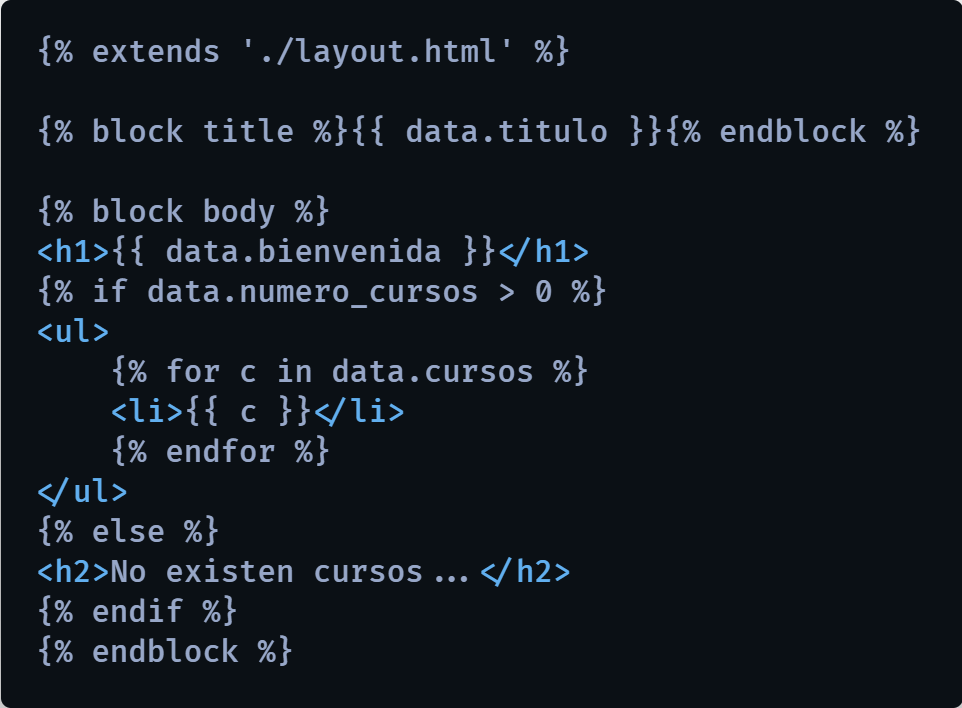 {% extends './layout.html' %}
{% block title %}{{ data.titulo }}{% endblock %}
{% block body %}
<h1>{{ data.bienvenida }}</h1>
{% if data.numero_cursos > 0 %}
<ul>
    {% for c in data.cursos %}
    <li>{{ c }}</li>
    {% endfor %}
</ul>
{% else %}
<h2>No existen cursos...</h2>
{% endif %}
{% endblock %}